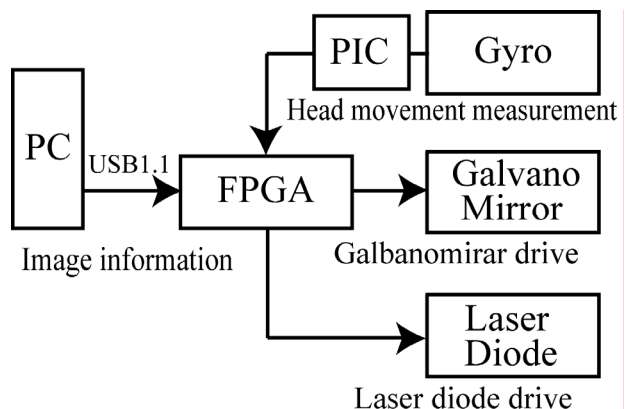 PIC
Gyro
Head movement measurement
PC
USB1.1
FPGA
Galvano
Mirror
Image information
Galbanomirar drive
Laser
Diode
Laser diode drive